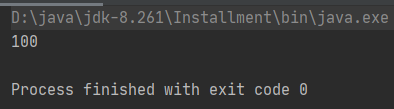 D:\java\jdk-8.261\Installment\bin\java.exe
100
Process finished with exit code 0